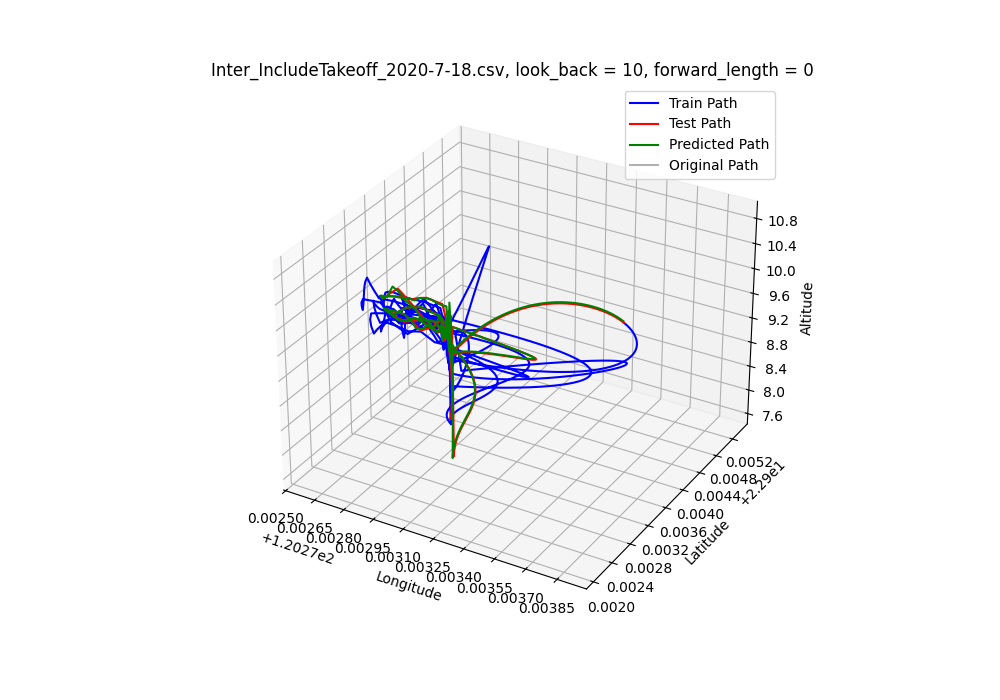 Inter_IncludeTakeoff_2020-7-18.csv, look_back = 10, forward_length = 0
Train Path
Test Path
Predicted Path
Original Path
10.8
10.4
10.0
9.6
9.2
8.8
8.4
8.0
7.6
Altitude
0.0052
0.0048
0.0044
0.0040
0.0036
0.0032
0.0028
0.0024
0.0020
+2.29e1
Latitude
0.00250
0.00265
0.00280
0.00295
0.00310
0.00325
0.00340
0.00355
0.00370
0.00385
+1.2027e2
Longitude